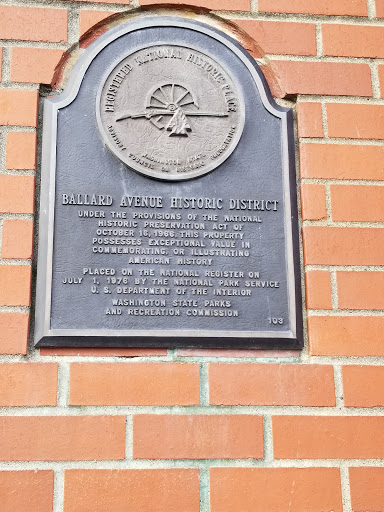 REGISTERED NATIONAL HISTORIC PLACE
BALLARD AVENUE HISTORIC DISTRICT
UNDER THE PROVISIONS OF THE NATIONAL
HISTORIC PRESERVATION ACT OF
OCTOBER 15, 1966, THIS PROPERTY
POSSESSES EXCEPTIONAL VALUE IN
COMMEMORATING, OR ILLUSTRATING
AMERICAN HISTORY
PLACED ON THE NATIONAL REGISTER ON
JULY 1, 1976 BY THE NATIONAL PARK SERVICE
U.S. DEPARTMENT OF THE INTERIOR
WASHINGTON STATE PARKS
AND RECREATION COMMISSION
103